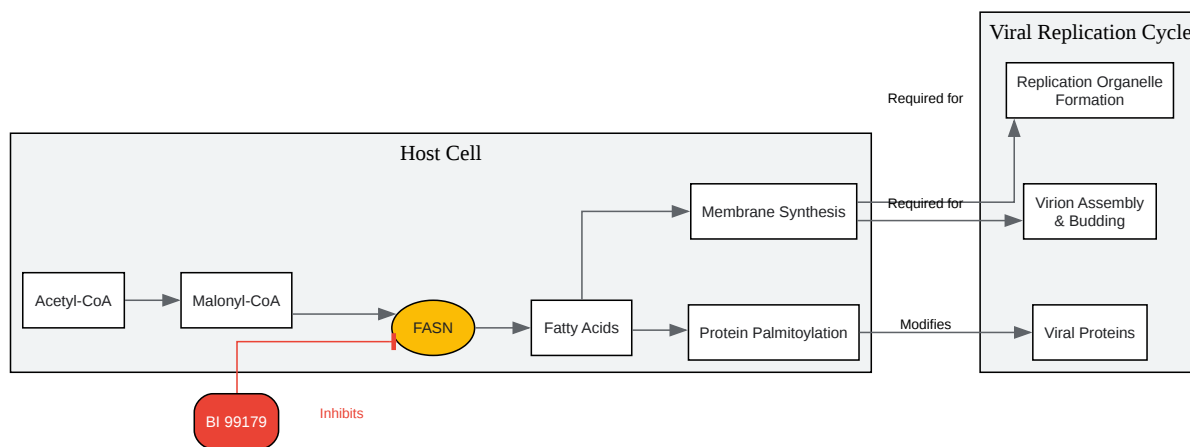 Viral Replication Cycle
Replication Organelle
Formation
Required for
Host Cell
Membrane Synthesis
Required for
Virion Assembly
& Budding
Acetyl-CoA
Malonyl-CoA
FASN
Fatty Acids
Protein Palmitoylation
Modifies
Viral Proteins
BI 99179
Inhibits